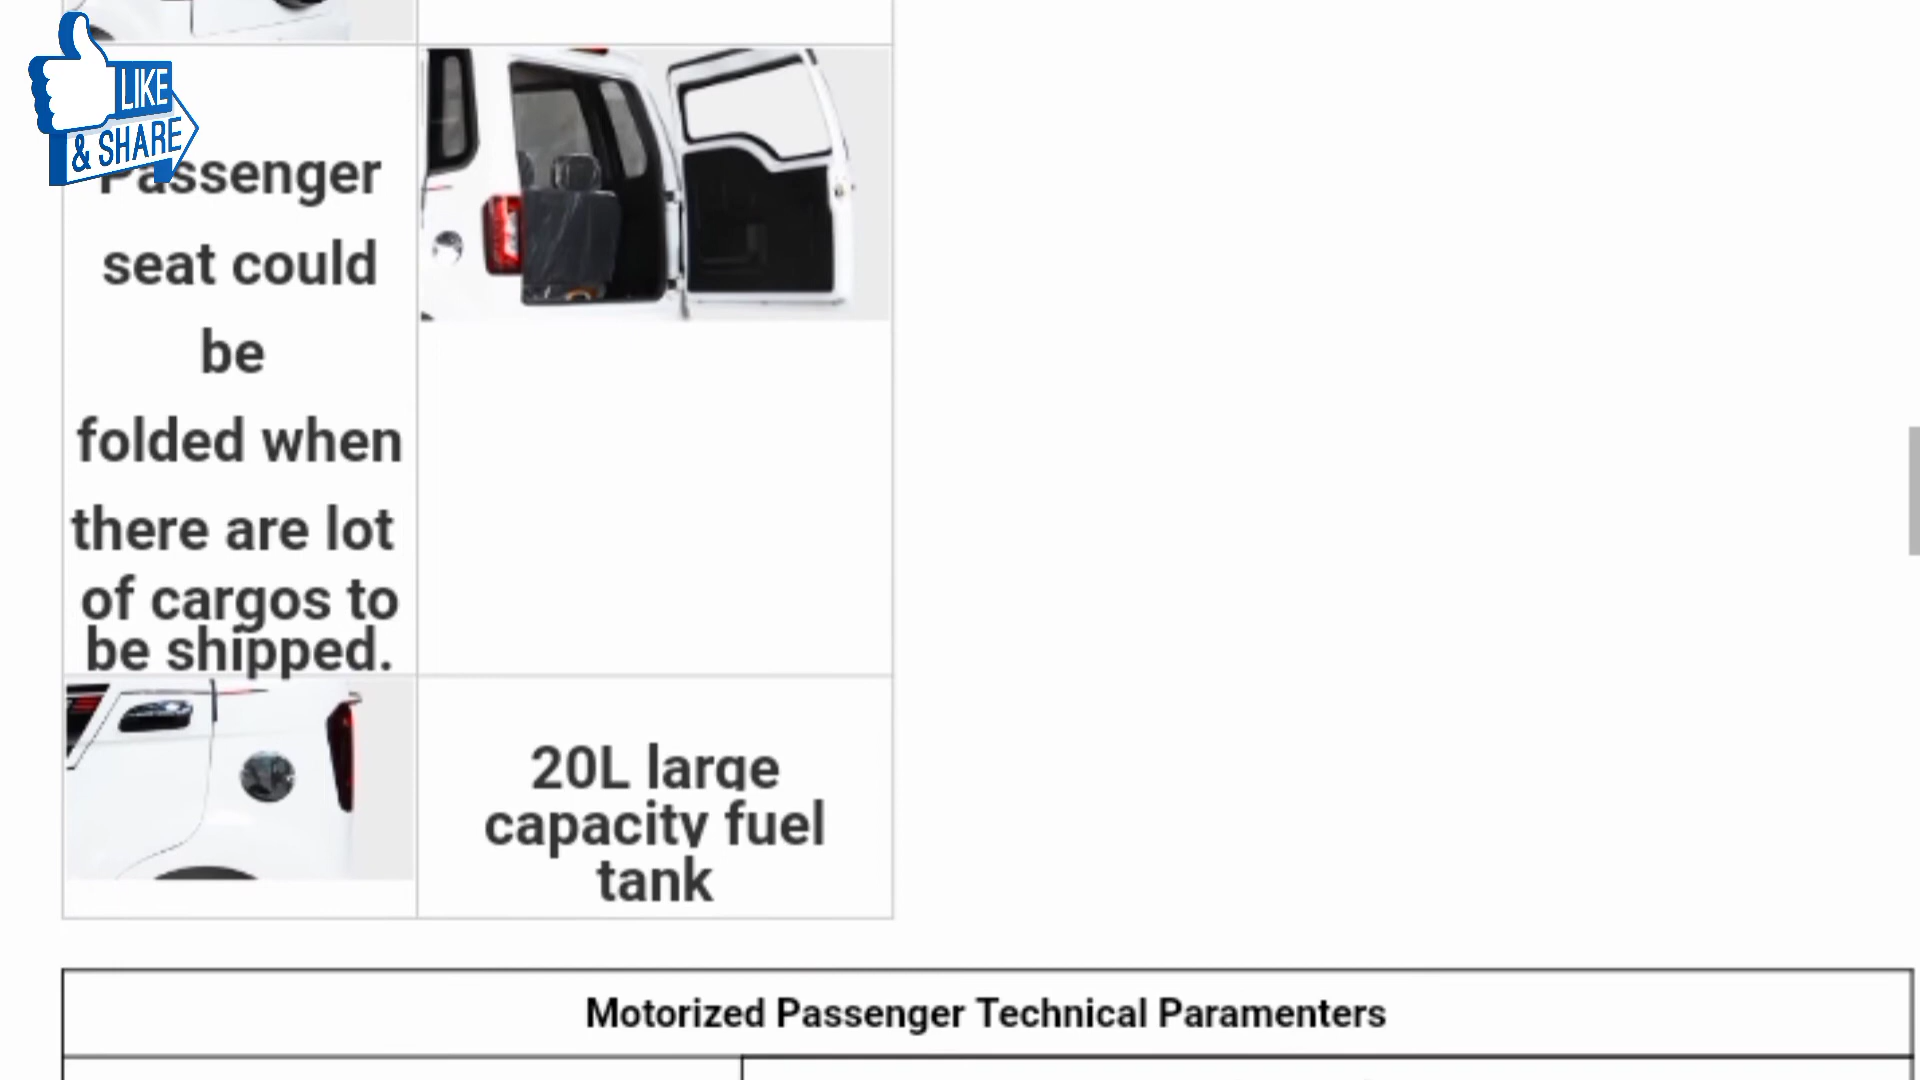 LIKE
& SHARE
Passenger
seat could
be
folded when
there are lot
of cargos to
be shipped.
20L large
capacity fuel
tank
Motorized Passenger Technical Paramenters